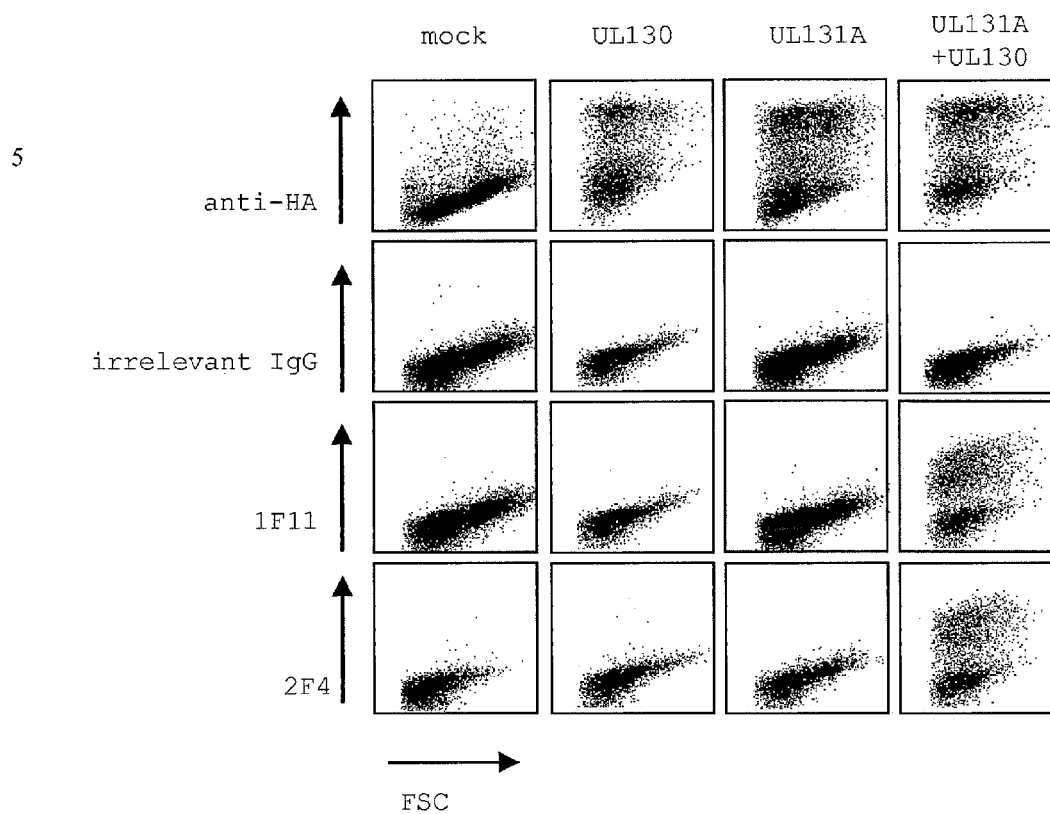 mock UL130 UL131A UL131A
+UL130
5
anti-HA
irrelevant IgG
1F11
2F4
FSC